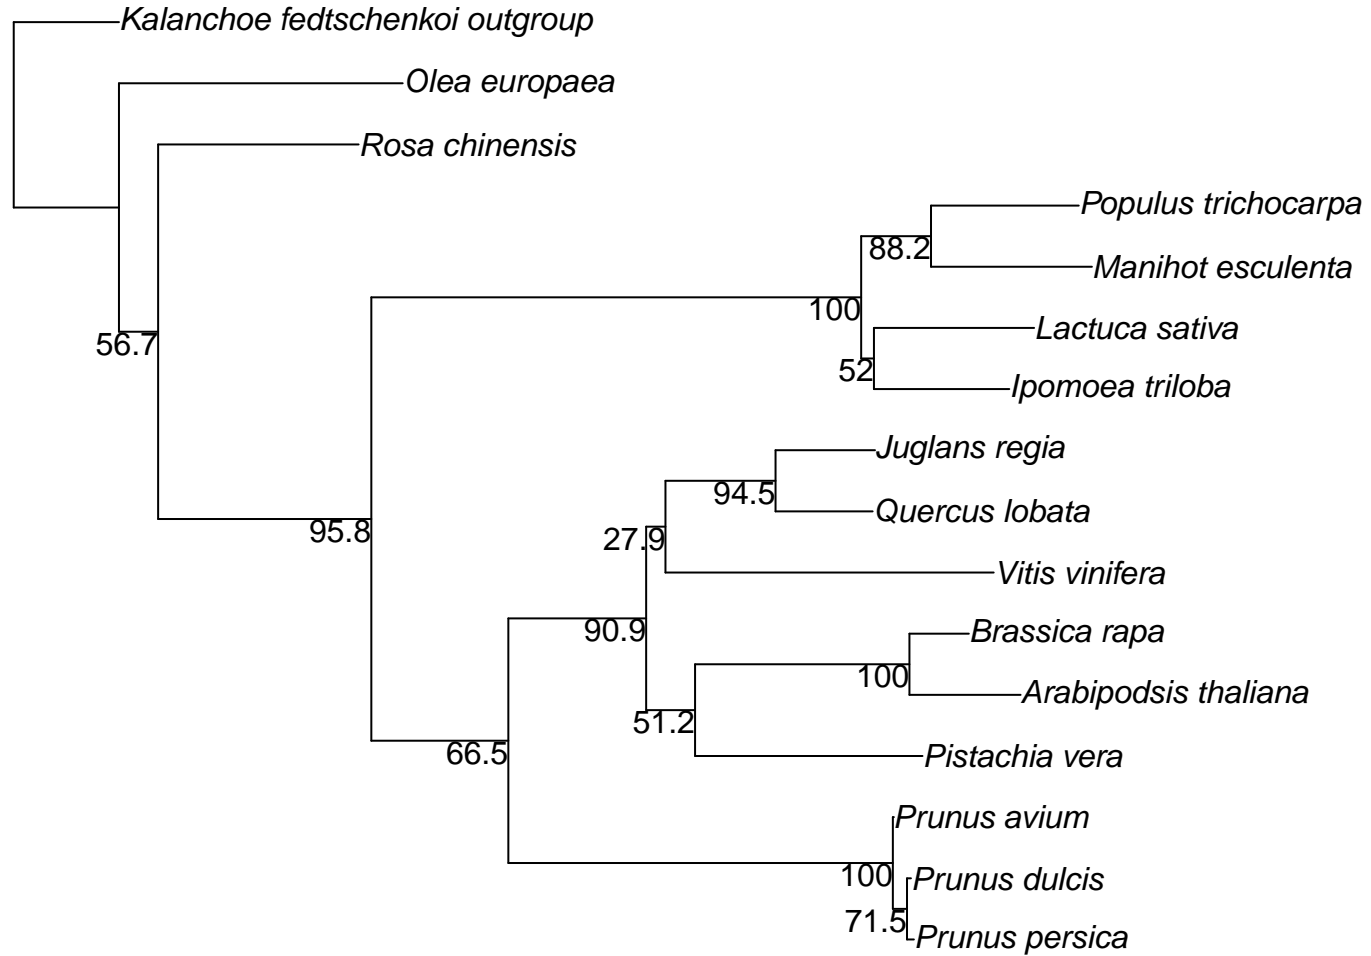 Kalanchoe fedtschenkoi outgroup
Olea europaea
Rosa chinensis
Populus trichocarpa
88.2
Manihot esculenta
100
Lactuca sativa
56.7
52
Ipomoea triloba
Juglans regia
94.5
Quercus lobata
95.8
27.9
Vitis vinifera
Brassica rapa
90.9
100
Arabipodsis thaliana
51.2
66.5
Pistachia vera
Prunus avium
100
Prunus dulcis
71.5
Prunus persica